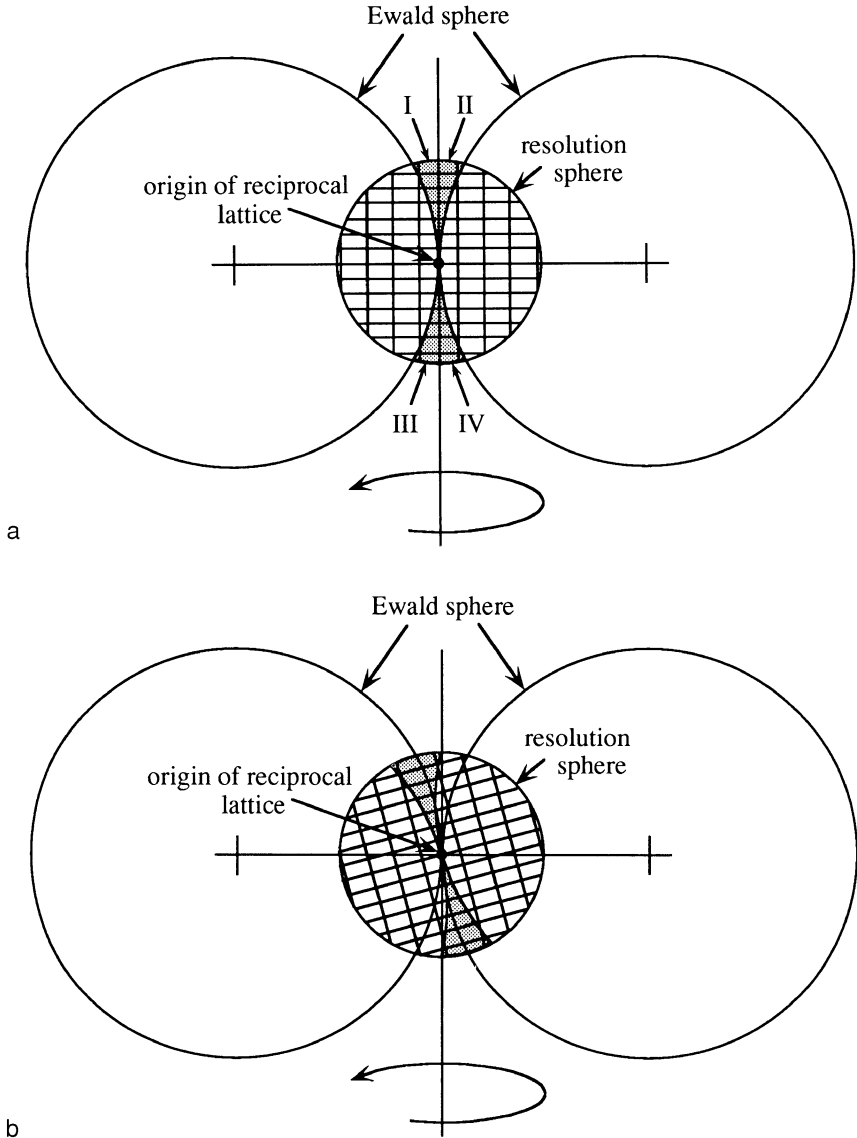 Ewald sphere
I
II
resolution
sphere
origin of reciprocal
lattice
III
IV
a
Ewald sphere
resolution
sphere
origin of reciprocal
lattice
b